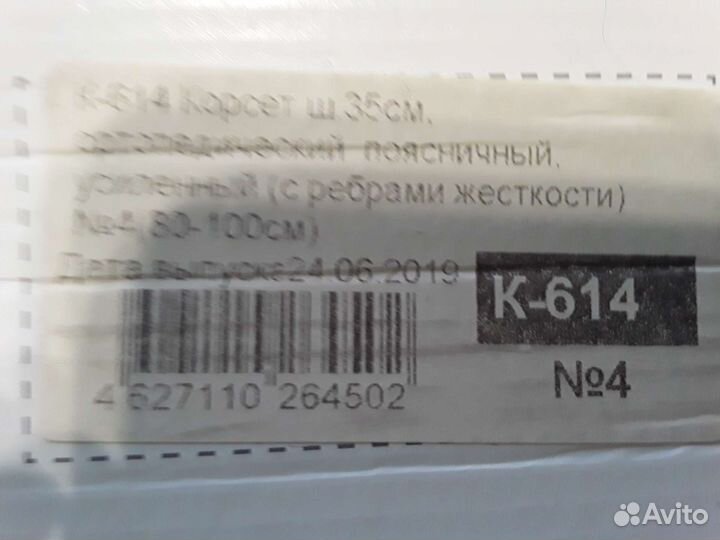 К-614 Корсет ш.35см,
ортопедический поясничный,
усиленный (с ребрами жесткости)
№4(80-100см)
Дата выпуска24.06.2019
К-614
№4
4 627110 264502
Avito